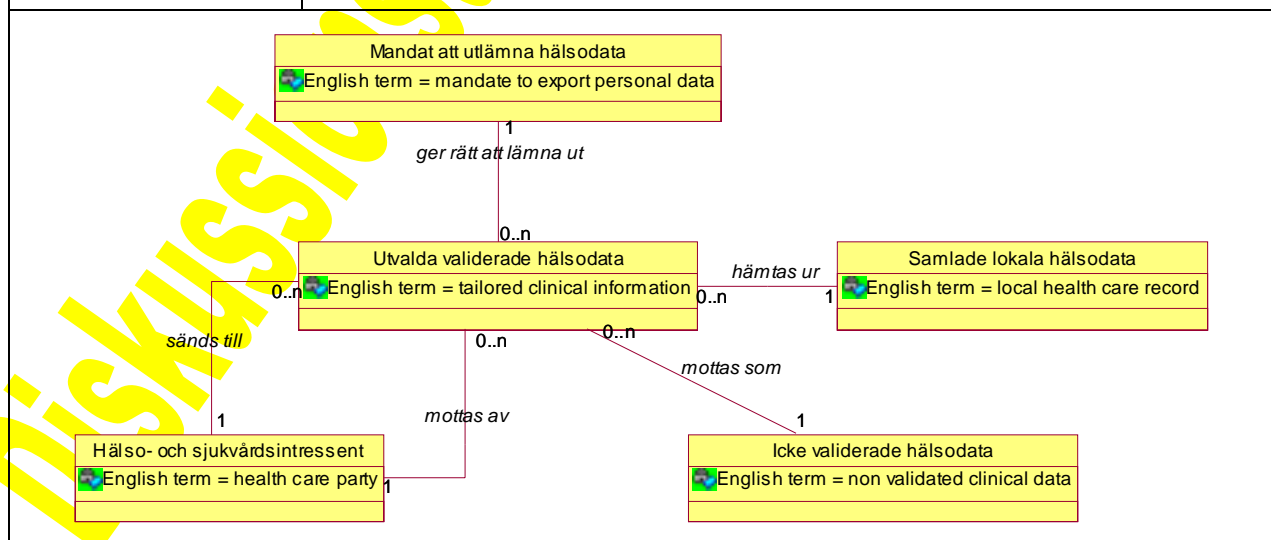 Mandat att utlämna hälsodata
English term = mandate to export personal data
1
ger rätt att lämna ut
0..n
Utvalda validerade hälsodata
English term = tailored clinical information
0..n
0..n
hämtas ur
1
Samlade lokala hälsodata
English term = local health care record
sänds till
0..n
0..n
mottas som
mottas av
1
1
Hälso- och sjukvårdsintressent
English term = health care party
1
Icke validerade hälsodata
English term = non validated clinical data